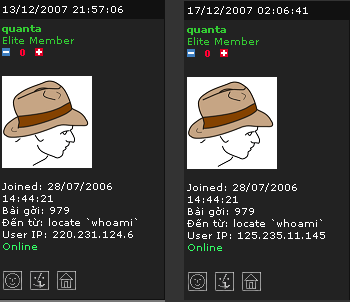 13/12/2007 21:57:06
quanta
Elite Member
0
Joined: 28/07/2006
14:44:21
Bài gởi: 979
Đến từ: locate `whoami`
User IP: 220.231.124.6
Online
17/12/2007 02:06:41
quanta
Elite Member
0
Joined: 28/07/2006
14:44:21
Bài gởi: 979
Đến từ: locate `whoami`
User IP: 125.235.11.145
Online